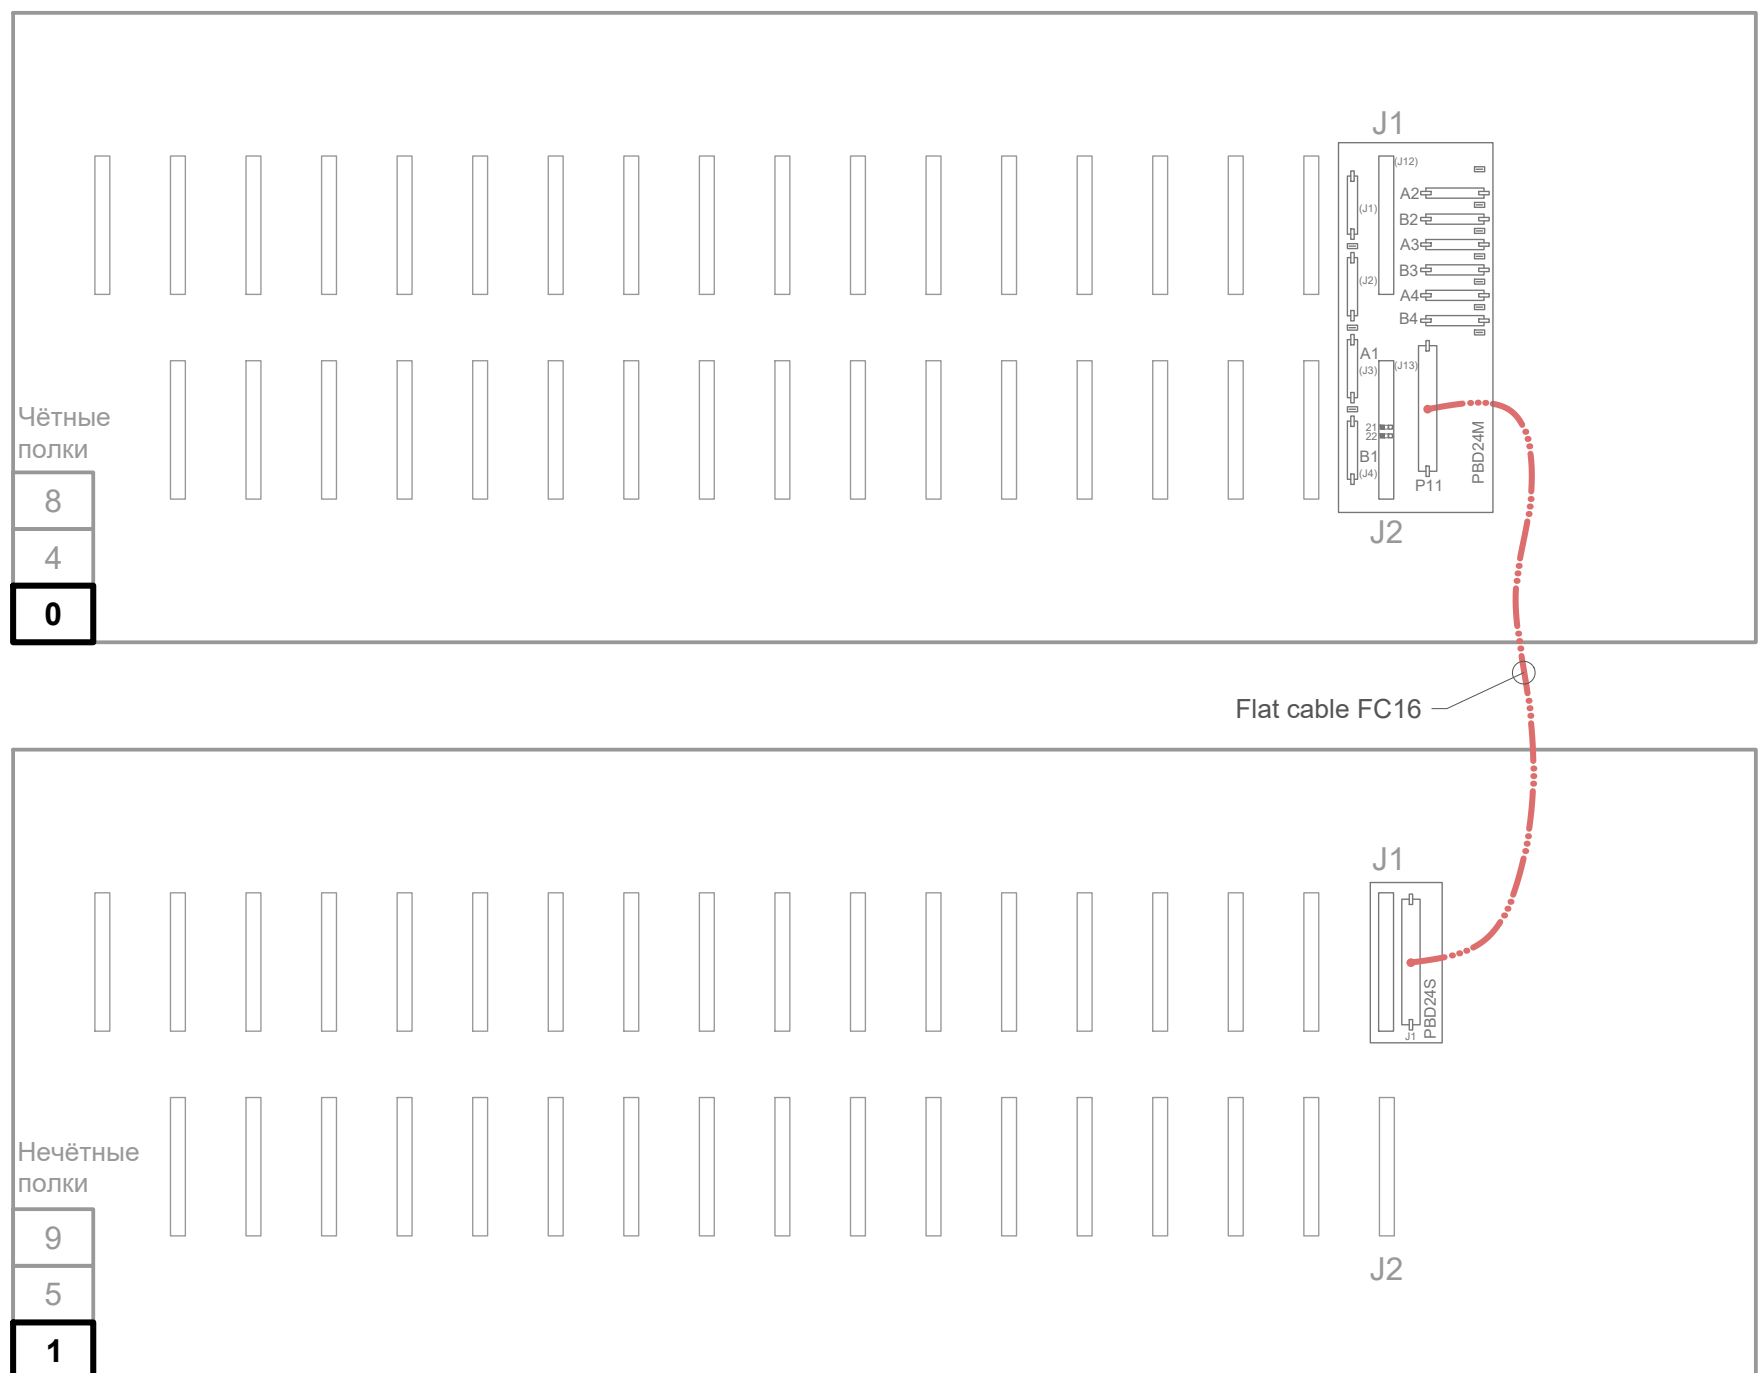 J1
(J12)
A2
(J1)
B2
A3
B3
(J2)
A4
B4
A1
(J13)
(J3)
Чётные
полки
21
22
B1
(J4)
P11
PBD24M
8
J2
4
0
Flat cable FC16
J1
PBD24S
J1
Нечётные
полки
9
J2
5
1